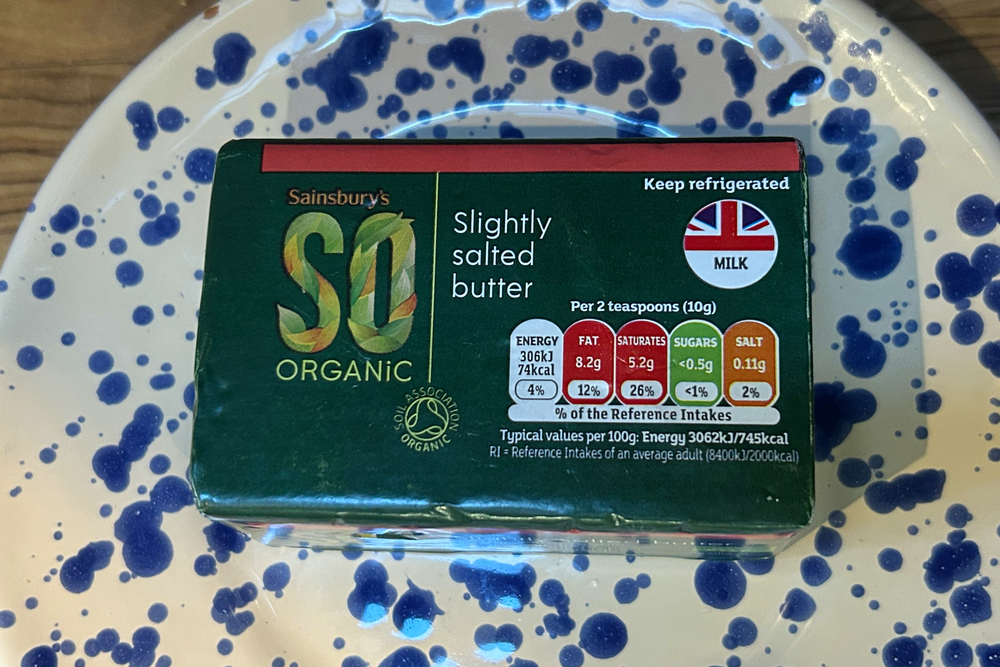 Keep refrigerated
Sainsbury's
SO
ORGANiC
Slightly
salted
butter
MILK
SOIL ASSOCIATION
ORGANIC
Per 2 teaspoons (10g)
ENERGY
306kJ
74kcal
4%
FAT
8.2g
12%
SATURATES
5.2g
26%
SUGARS
<0.5g
<1%
SALT
0.11g
2%
% of the Reference Intakes
Typical values per 100g: Energy 3062kJ/745kcal
RI = Reference Intakes of an average adult (8400kJ/2000kcal)